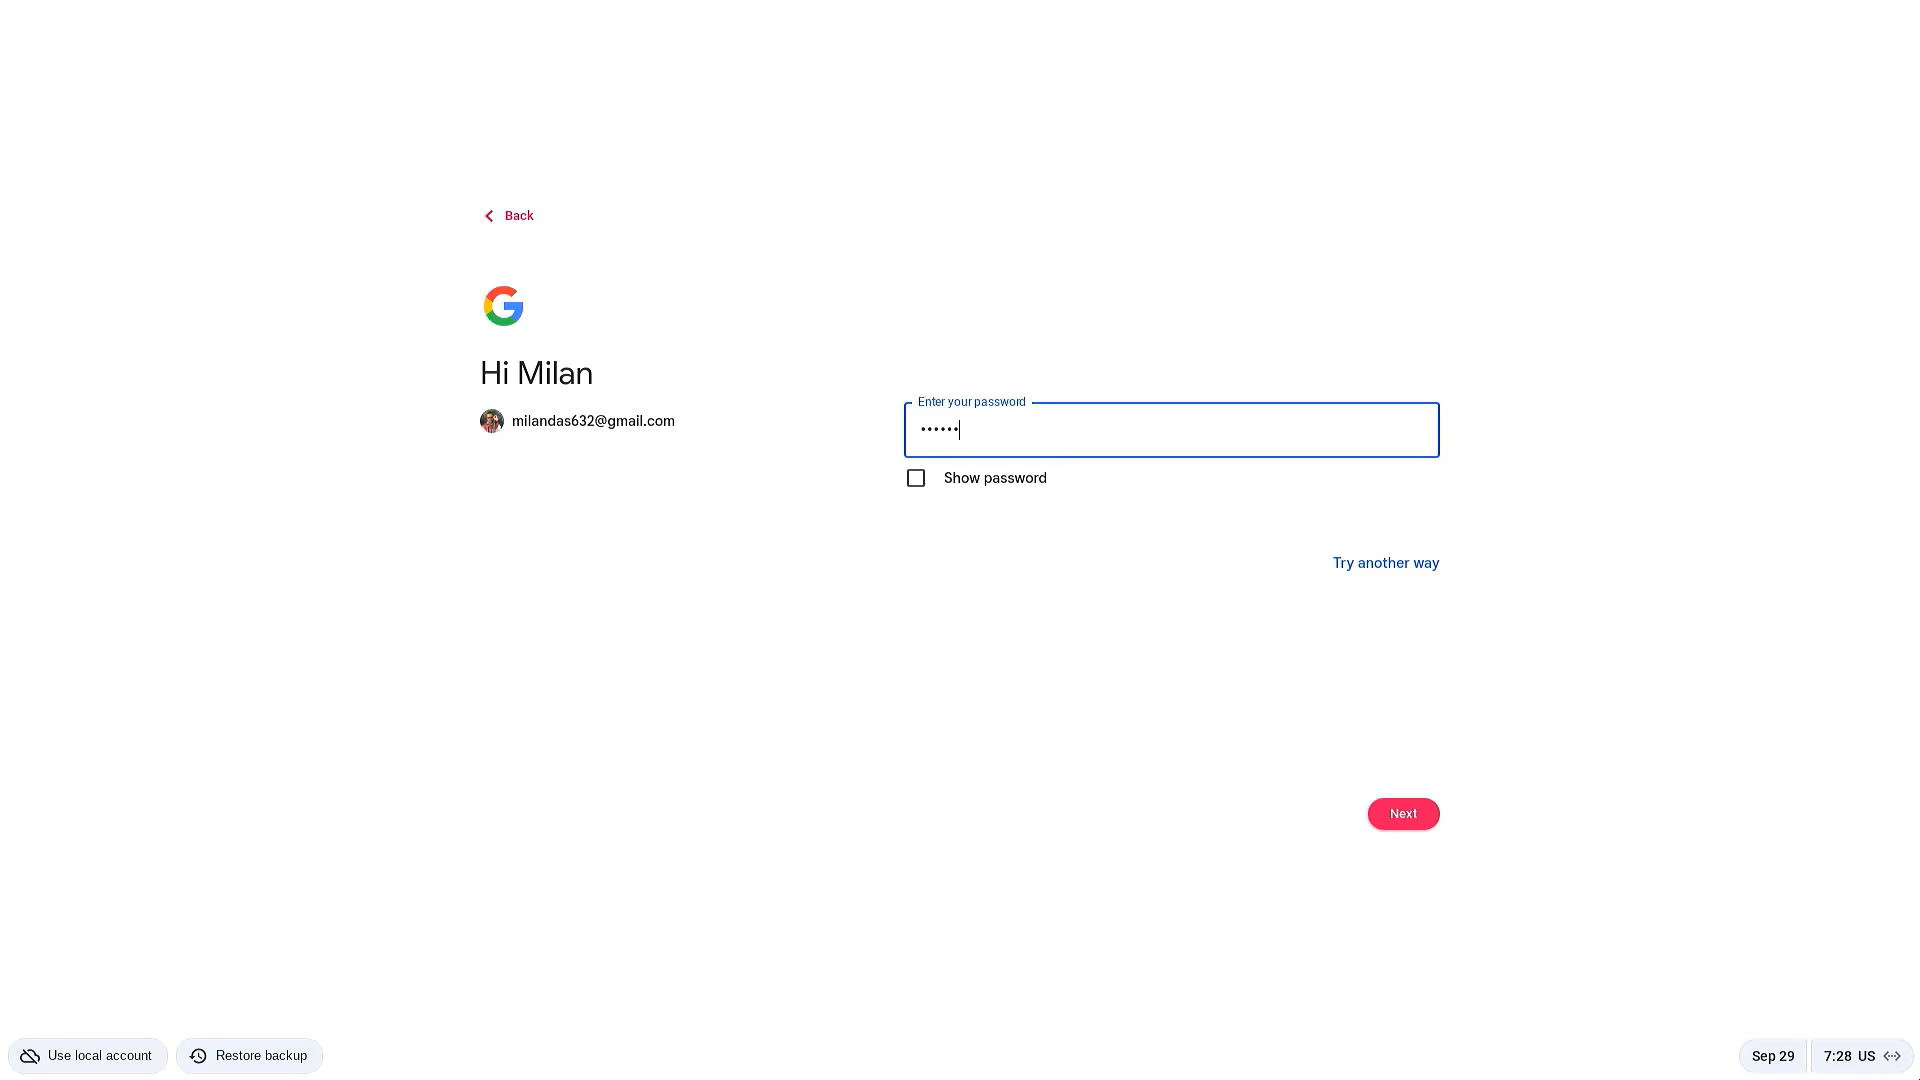 Back
Hi Milan
milandas632@gmail.com
Enter your password
••••••
Show password
Try another way
Next
Use local account
Restore backup
Sep 29
7:28 US